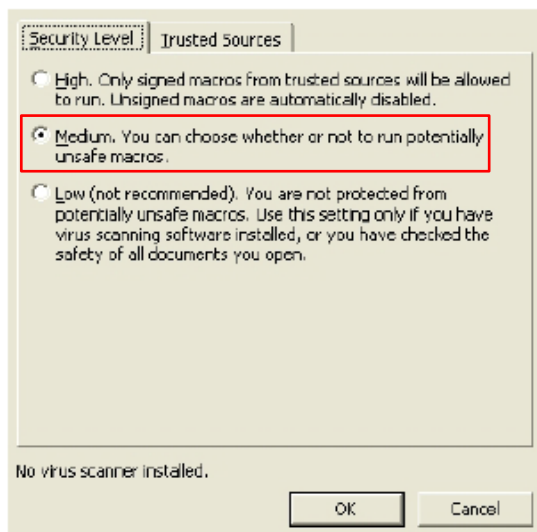 Security Level Trusted Sources
High. Only signed macros from trusted sources will be allowed
to run. Unsigned macros are automatically disabled.
Medium. You can choose whether or not to run potentially
unsafe macros.
Low (not recommended). You are not protected from
potentially unsafe macros. Use this setting only if you have
virus scanning software installed, or you have checked the
safety of all documents you open.
No virus scanner installed.
OK Cancel